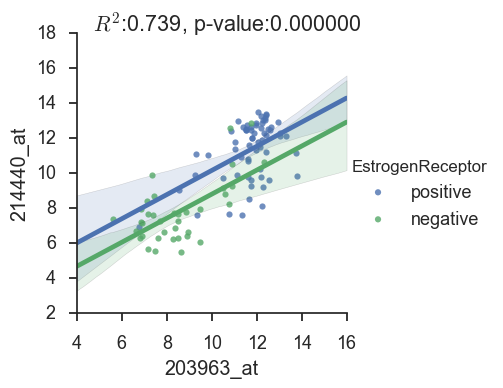 R²:0.739, p-value:0.000000
18
16
14
12
10
8
6
4
2
214440_at
4 6 8 10 12 14 16
203963_at
EstrogenReceptor
positive
negative